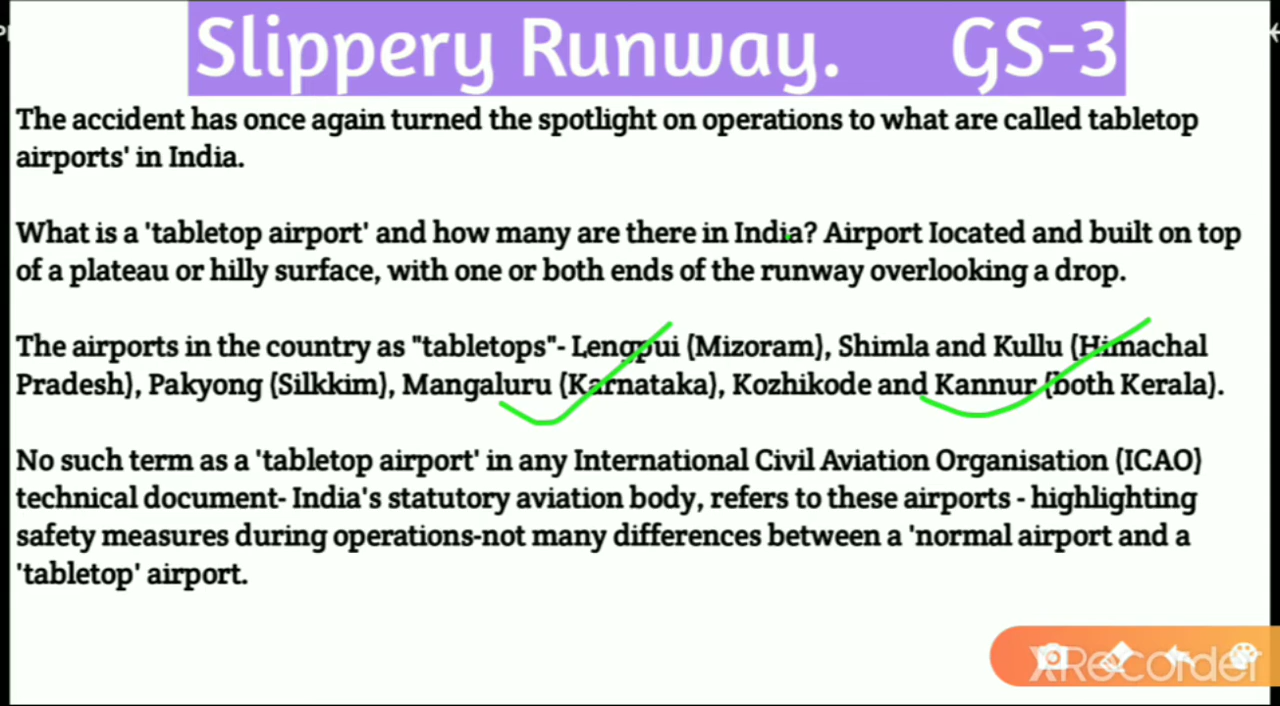 Slippery Runway. GS-3
The accident has once again turned the spotlight on operations to what are called tabletop
airports' in India.
What is a 'tabletop airport' and how many are there in India? Airport Iocated and built on top
of a plateau or hilly surface, with one or both ends of the runway overlooking a drop.
The airports in the country as "tabletops"- Lengpui (Mizoram), Shimla and Kullu (Himachal
Pradesh), Pakyong (Silkkim), Mangaluru (Karnataka), Kozhikode and Kannur (both Kerala).
No such term as a 'tabletop airport' in any International Civil Aviation Organisation (ICAO)
technical document- India's statutory aviation body, refers to these airports - highlighting
safety measures during operations-not many differences between a 'normal airport and a
'tabletop' airport.
XRecorder